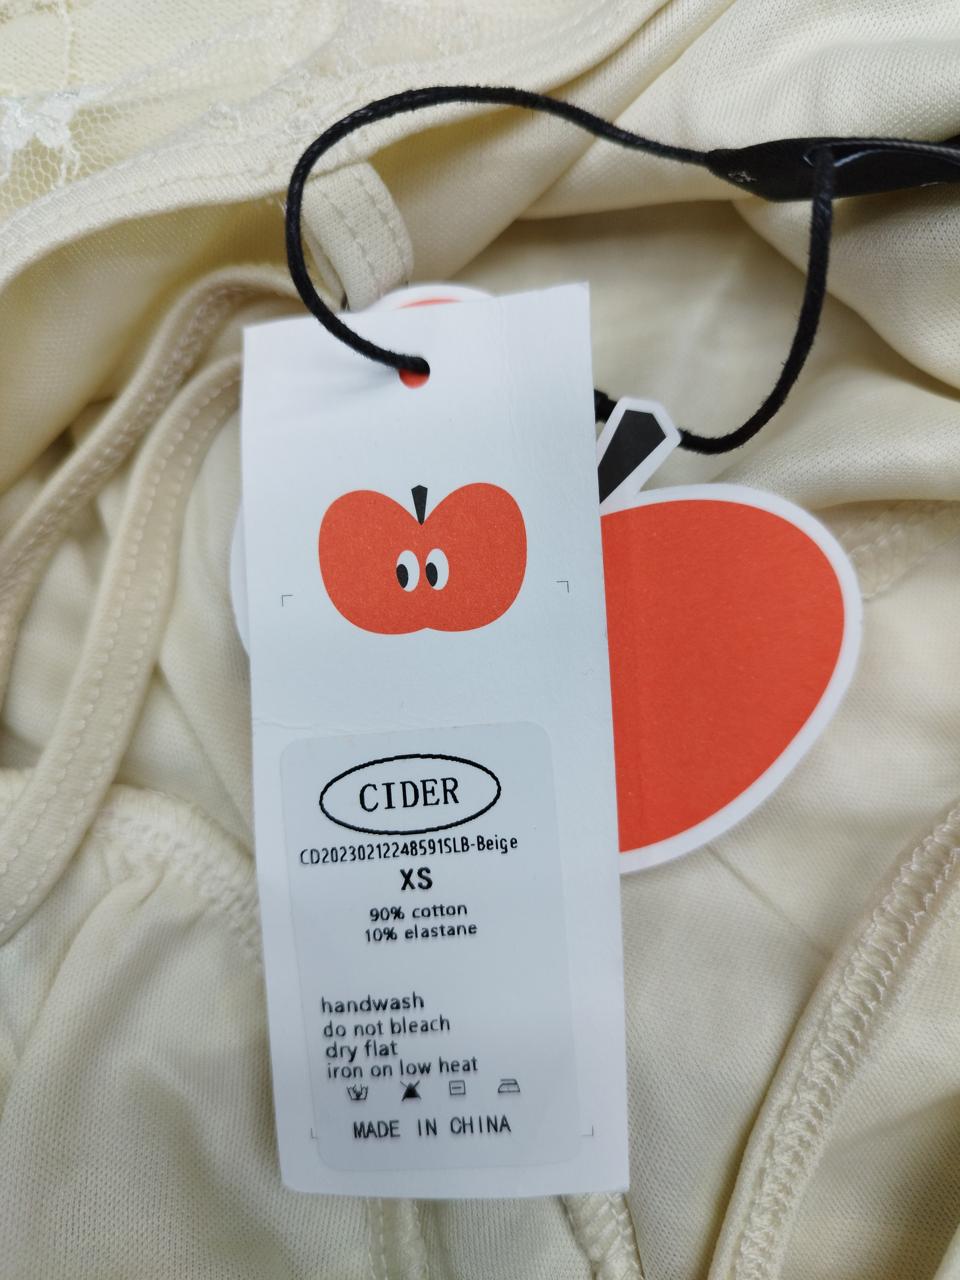 CIDER
CD20230212248591SLB-Beige
XS
90% cotton
10% elastane
handwash
do not bleach
dry flat
iron on low heat
MADE IN CHINA